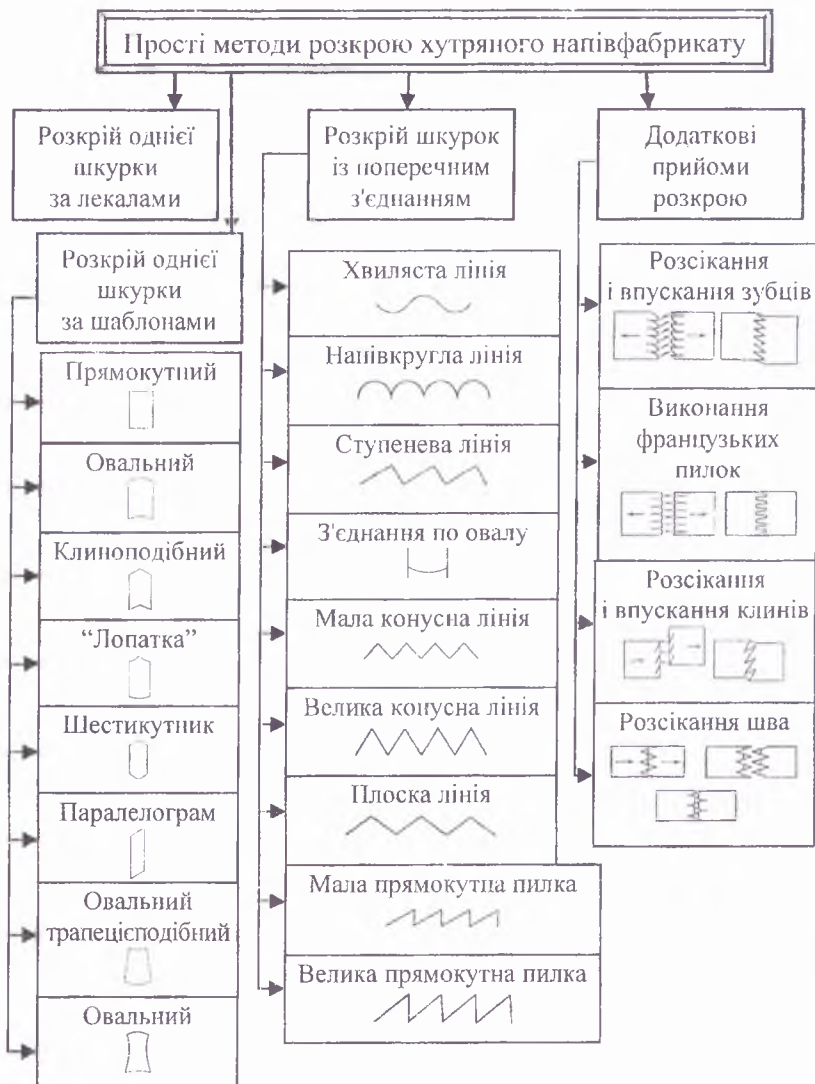 Прості методи розкрою хутряного напівфабрикату
Розкрій однієї
шкурки
за лекалами
Розкрій однієї
шкурки
за шаблонами
Прямокутний
Овальний
Клиноподібний
“Лопатка”
Шестикутник
Паралелограм
Овальний
трапецієподібний
Овальний
Розкрій шкурок
із поперечним
з'єднанням
Хвиляста лінія
Напівкругла лінія
Ступенева лінія
З'єднання по овалу
Мала конусна лінія
Велика конусна лінія
Плоска лінія
Мала прямокутна пилка
Велика прямокутна пилка
Додаткові
прийоми
розкрою
Розсікання
і впускання зубців
Виконання
французьких
пилок
Розсікання
і впускання клинів
Розсікання шва